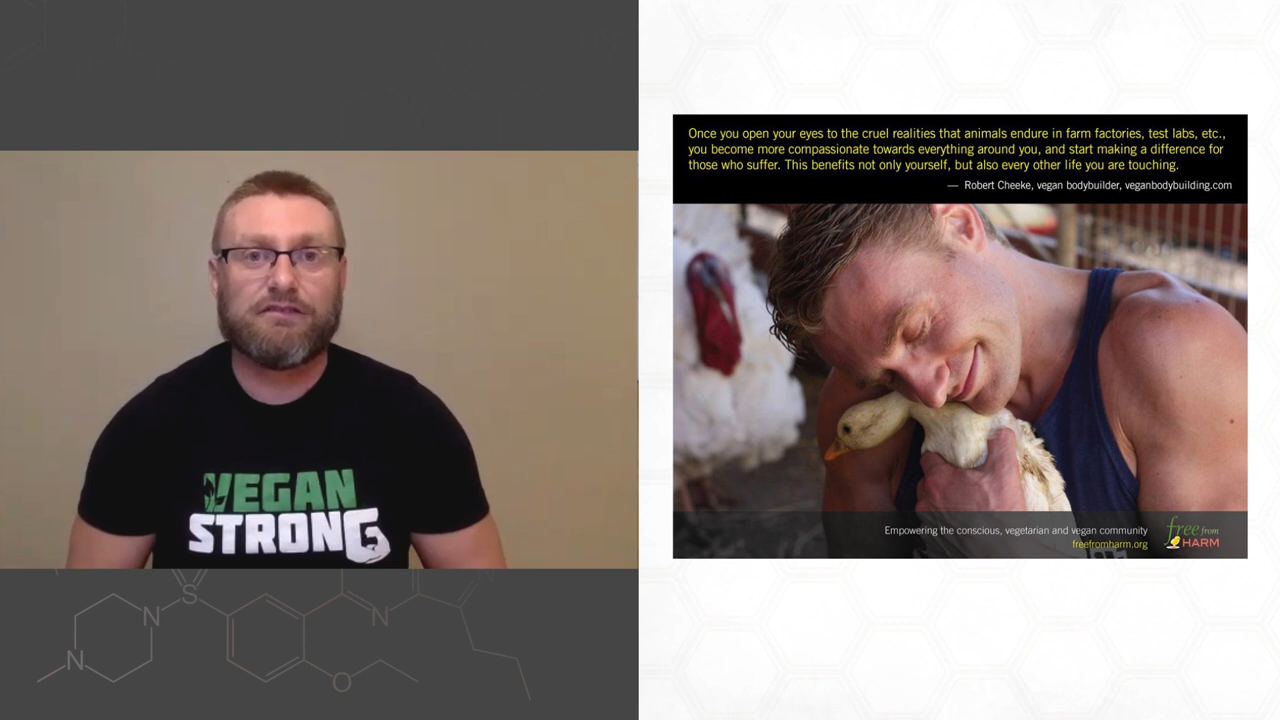 VEGAN
STRONG
N
S
N
N
O
Once you open your eyes to the cruel realities that animals endure in farm factories, test labs, etc.,
you become more compassionate towards everything around you, and start making a difference for
those who suffer. This benefits not only yourself, but also every other life you are touching.
— Robert Cheeke, vegan bodybuilder, veganbodybuilding.com
Empowering the conscious, vegetarian and vegan community
freefromharm.org
free from
HARM